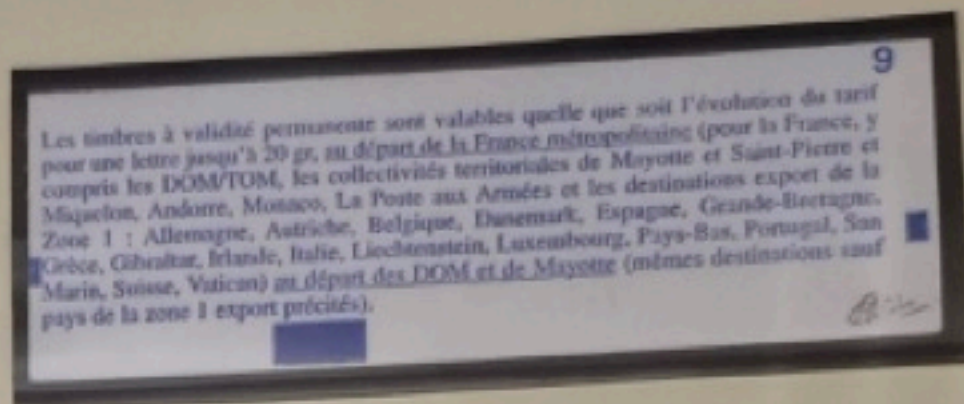 9
Les timbres à validité permanente sont valables quelle que soit l'évolution du tarif
pour une lettre jusqu'à 20 gr, au départ de la France métropolitaine (pour la France, y
compris les DOM/TOM, les collectivités territoriales de Mayotte et Saint-Pierre et
Miquelon, Andorre, Monaco, La Poste aux Armées et les destinations export de la
Zone 1 : Allemagne, Autriche, Belgique, Danemark, Espagne, Grande-Bretagne,
Grèce, Gibraltar, Irlande, Italie, Liechtenstein, Luxembourg, Pays-Bas, Portugal, San
Marin, Suisse, Vatican) au départ des DOM et de Mayotte (mêmes destinations sauf
pays de la zone 1 export précités).